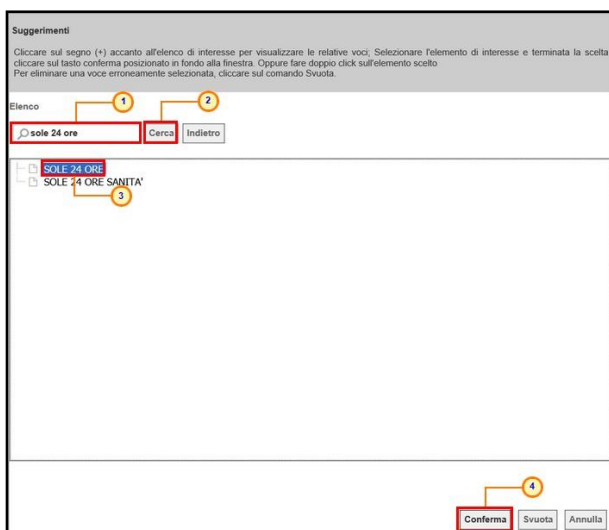 Suggerimenti
Cliccare sul segno (+) accanto all'elenco di interesse per visualizzare le relative voci; Selezionare l'elemento di interesse e terminata la scelta
cliccare sul tasto conferma posizionato in fondo alla finestra. Oppure fare doppio click sull'elemento scelto
Per eliminare una voce erroneamente selezionata, cliccare sul comando Svuota.
Elenco
1
2
sole 24 ore Cerca Indietro
SOLE 24 ORE
SOLE 24 ORE SANITA'
3
4
Conferma Svuota Annulla